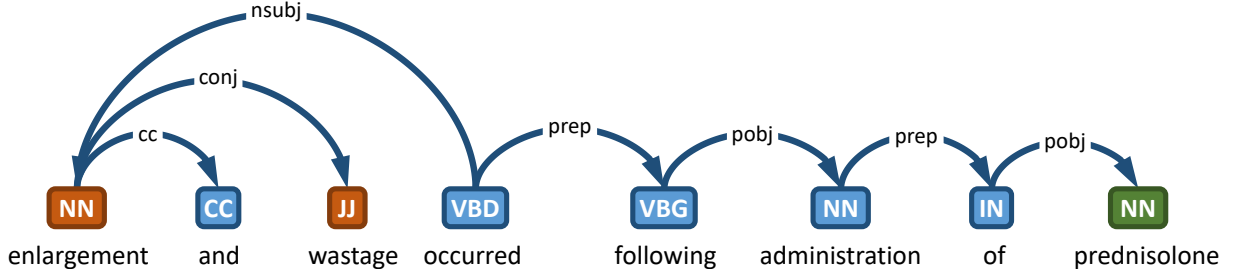 nsubj
conj
cc
prep
pobj
prep
pobj
NN CC JJ VBD VBG NN IN NN
enlargement and wastage occurred following administration of prednisolone